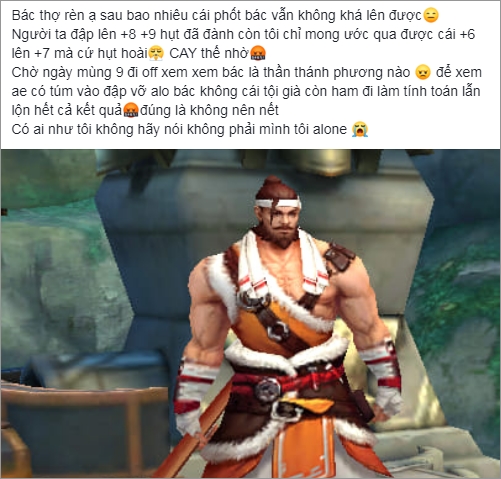 Bác thợ rèn ạ sau bao nhiêu cái phốt bác vẫn không khá lên được😑
Người ta đập lên +8 +9 hụt đã đành còn tôi chỉ mong ước qua được cái +6
lên +7 mà cứ hụt hoài😤 CAY thế nhờ🤬
Chờ ngày mùng 9 đi off xem xem bác là thần thánh phương nào 😠 để xem
ae có túm vào đập vỡ alo bác không cái tội già còn ham đi làm tính toán lẫn
lộn hết cả kết quả🤬đúng là không nên nết
Có ai như tôi không hãy nói không phải mình tôi alone 😭